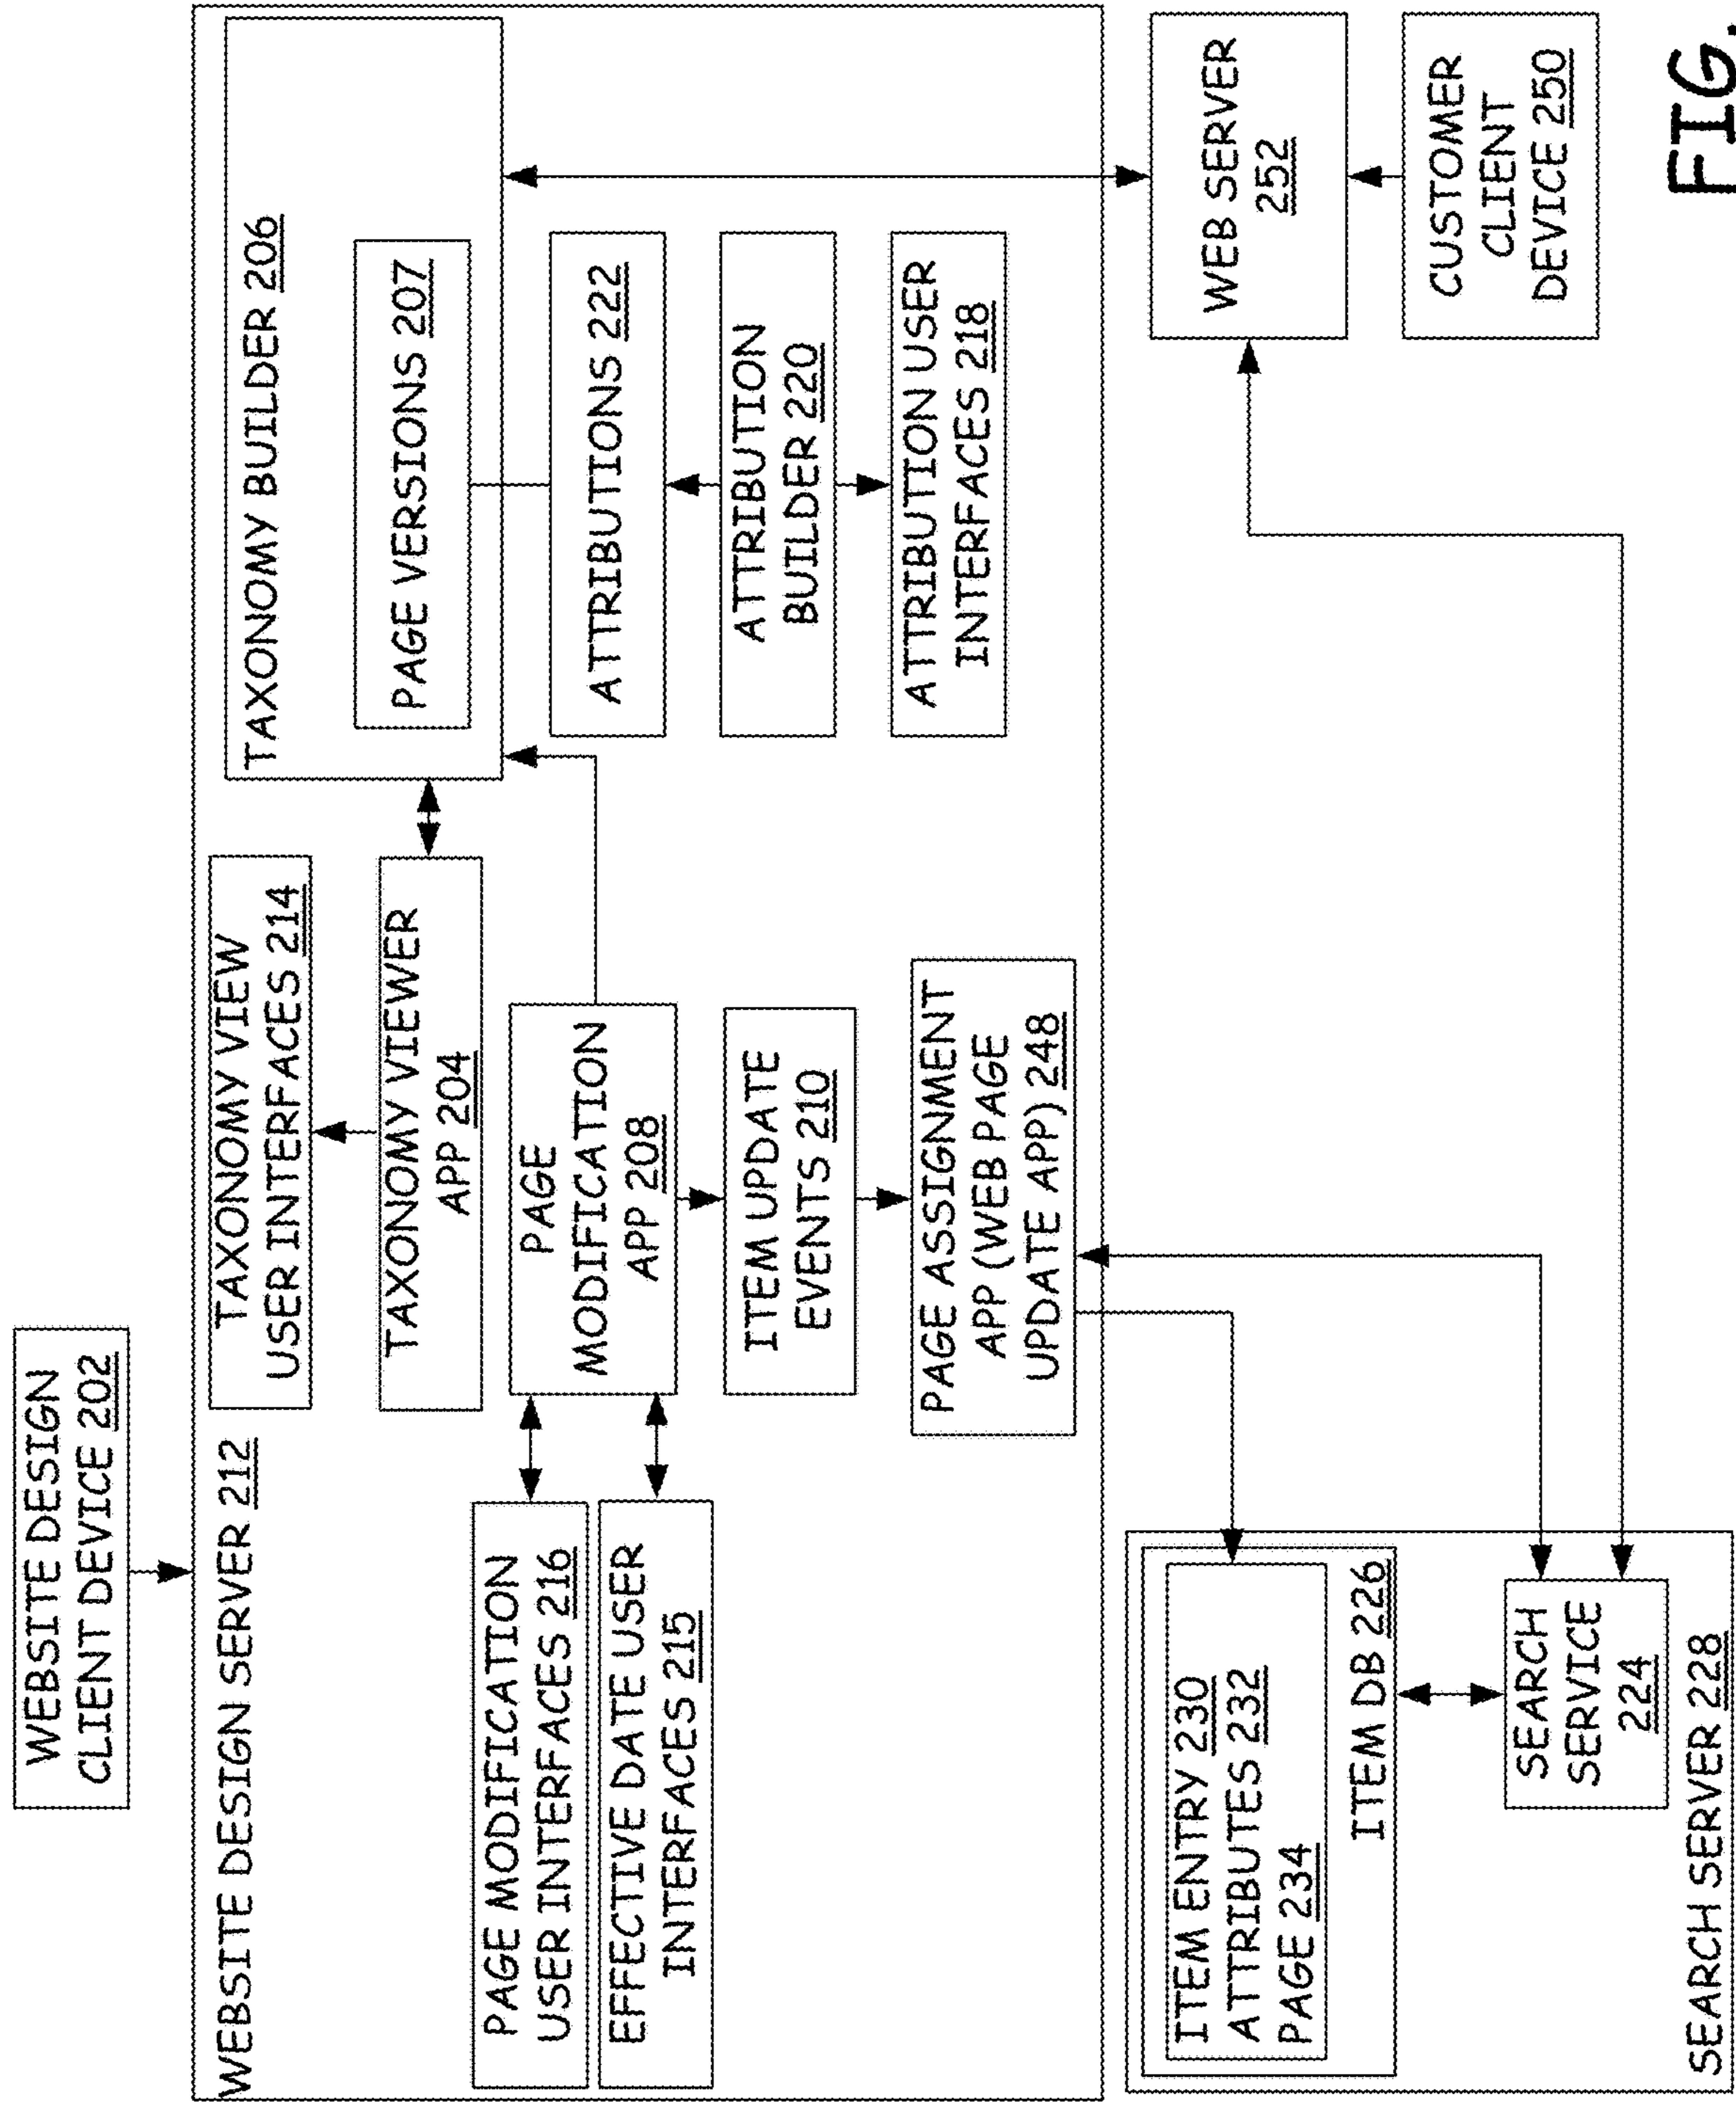 WEBSITE DESIGN
CLIENT DEVICE 202
WEBSITE DESIGN SERVER 212
TAXONOMY VIEW
USER INTERFACES 214
TAXONOMY VIEWER
APP 204
TAXONOMY BUILDER 206
PAGE VERSIONS 207
ATTRIBUTIONS 222
ATTRIBUTION
BUILDER 220
ATTRIBUTION USER
INTERFACES 218
PAGE MODIFICATION
USER INTERFACES 216
EFFECTIVE DATE USER
INTERFACES 215
PAGE
MODIFICATION
APP 208
ITEM UPDATE
EVENTS 210
PAGE ASSIGNMENT
APP (WEB PAGE
UPDATE APP) 248
ITEM ENTRY 230
ATTRIBUTES 232
PAGE 234
ITEM DB 226
SEARCH
SERVICE
224
SEARCH SERVER 228
WEB SERVER
252
CUSTOMER
CLIENT
DEVICE 250
FIG.